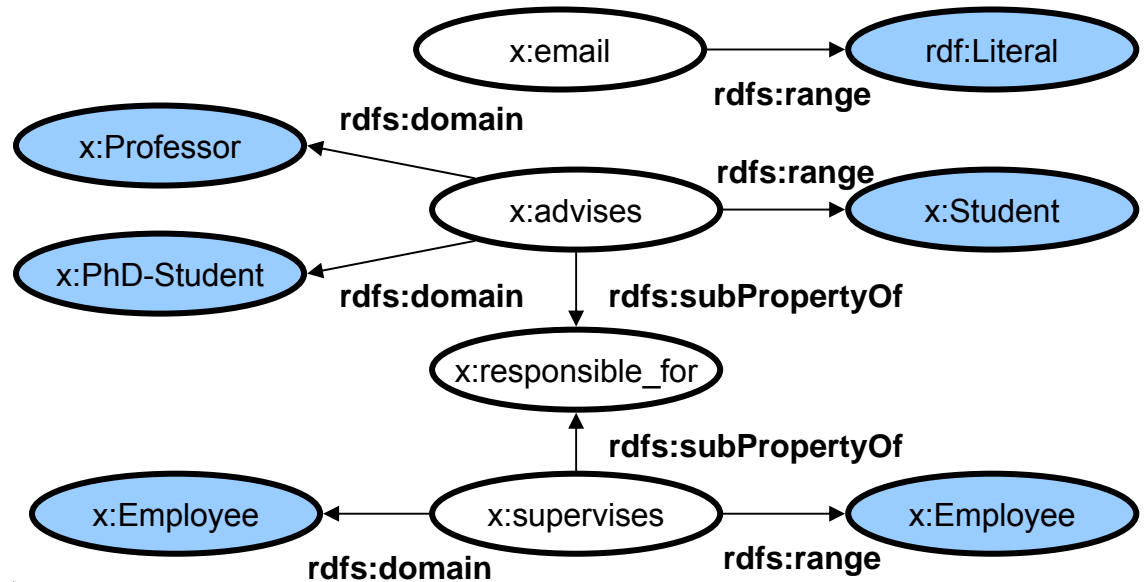 x:email
rdf:Literal
rdfs:range
rdfs:domain
x:Professor
rdfs:range
x:advises
x:Student
x:PhD-Student
rdfs:domain
rdfs:subPropertyOf
x:responsible_for
rdfs:subPropertyOf
x:Employee
x:supervises
x:Employee
rdfs:domain
rdfs:range